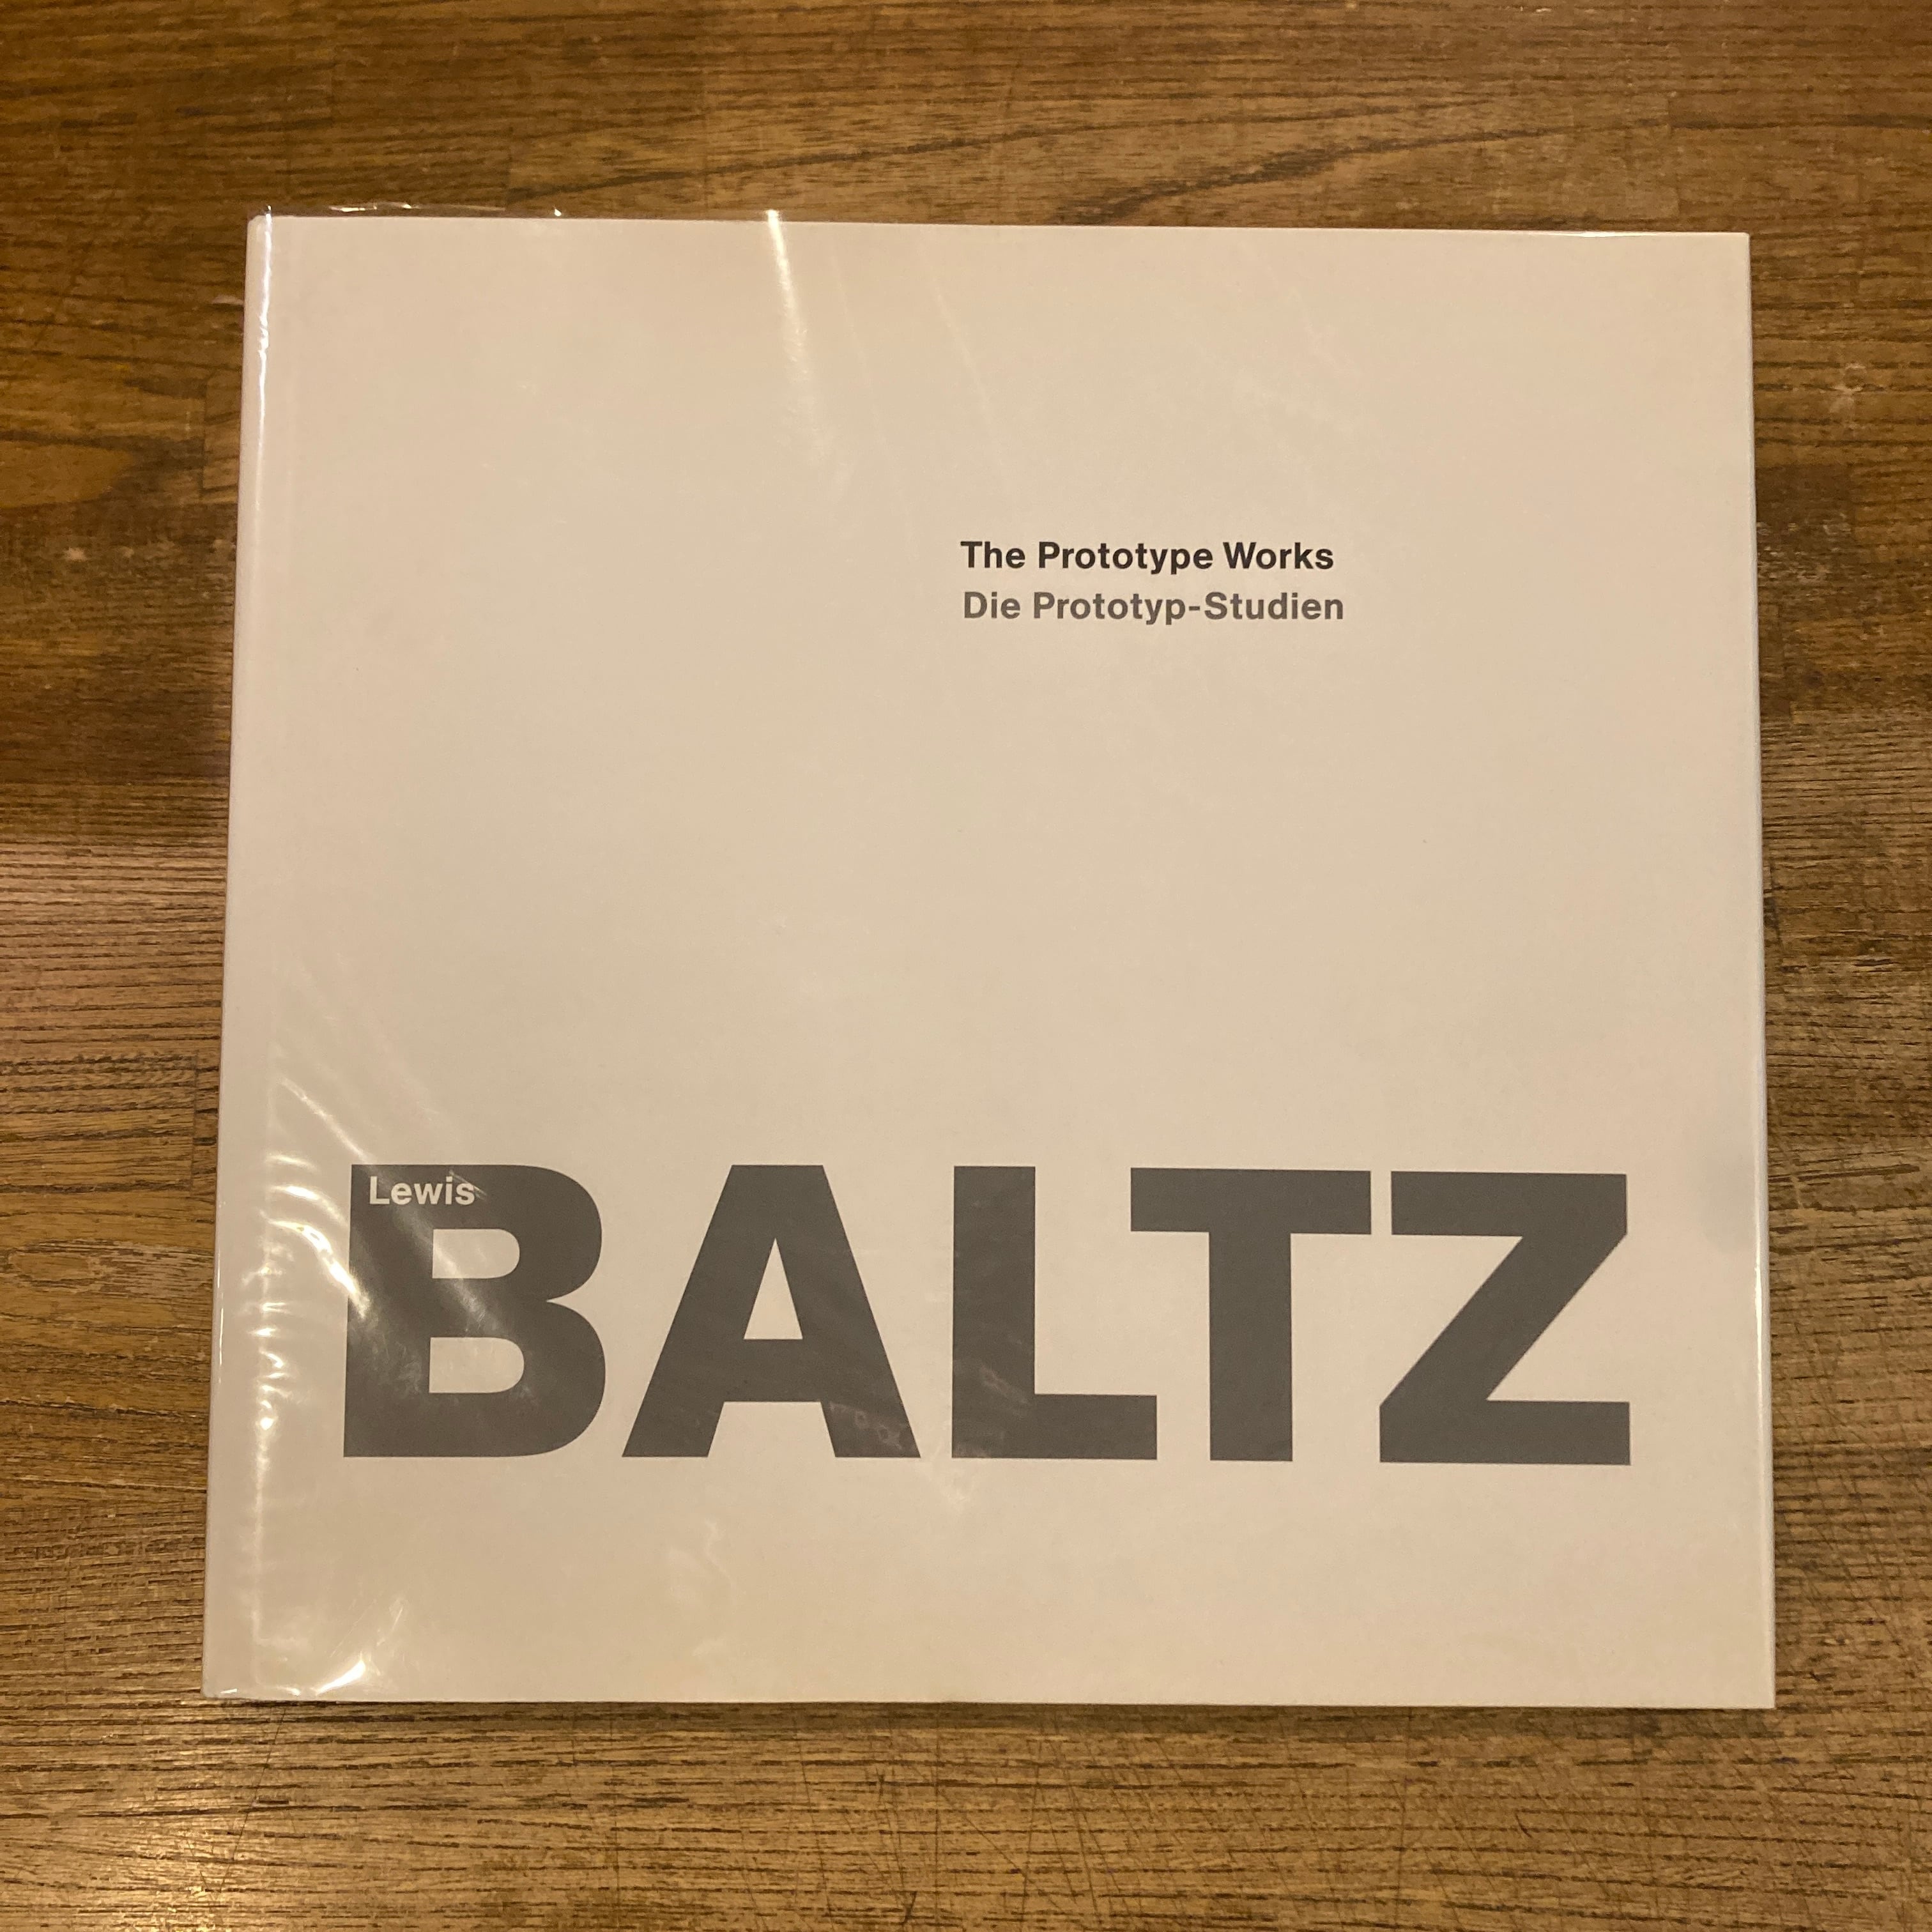 The Prototype Works
Die Prototyp-Studien
Lewis
BALTZ